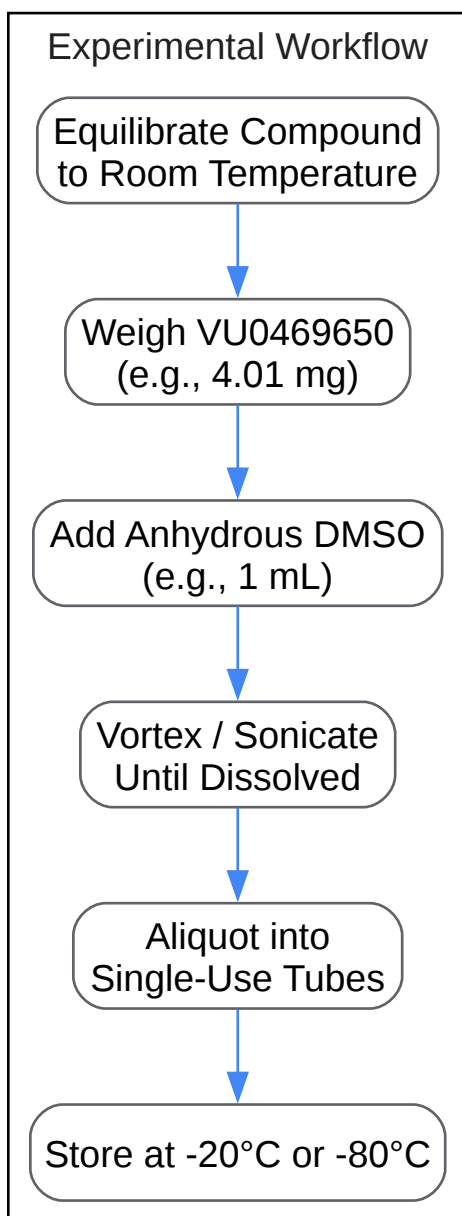 Experimental Workflow
Equilibrate Compound
to Room Temperature
Weigh VU0469650
(e.g., 4.01 mg)
Add Anhydrous DMSO
(e.g., 1 mL)
Vortex / Sonicate
Until Dissolved
Aliquot into
Single-Use Tubes
Store at -20°C or -80°C